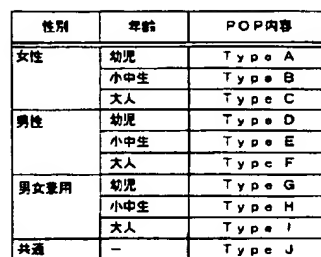 性別 年齢 POP内容
女性 幼児 Type A
小中生 Type B
大人 Type C
男性 幼児 Type D
小中生 Type E
大人 Type F
男女兼用 幼児 Type G
小中生 Type H
大人 Type I
共通 － Type J